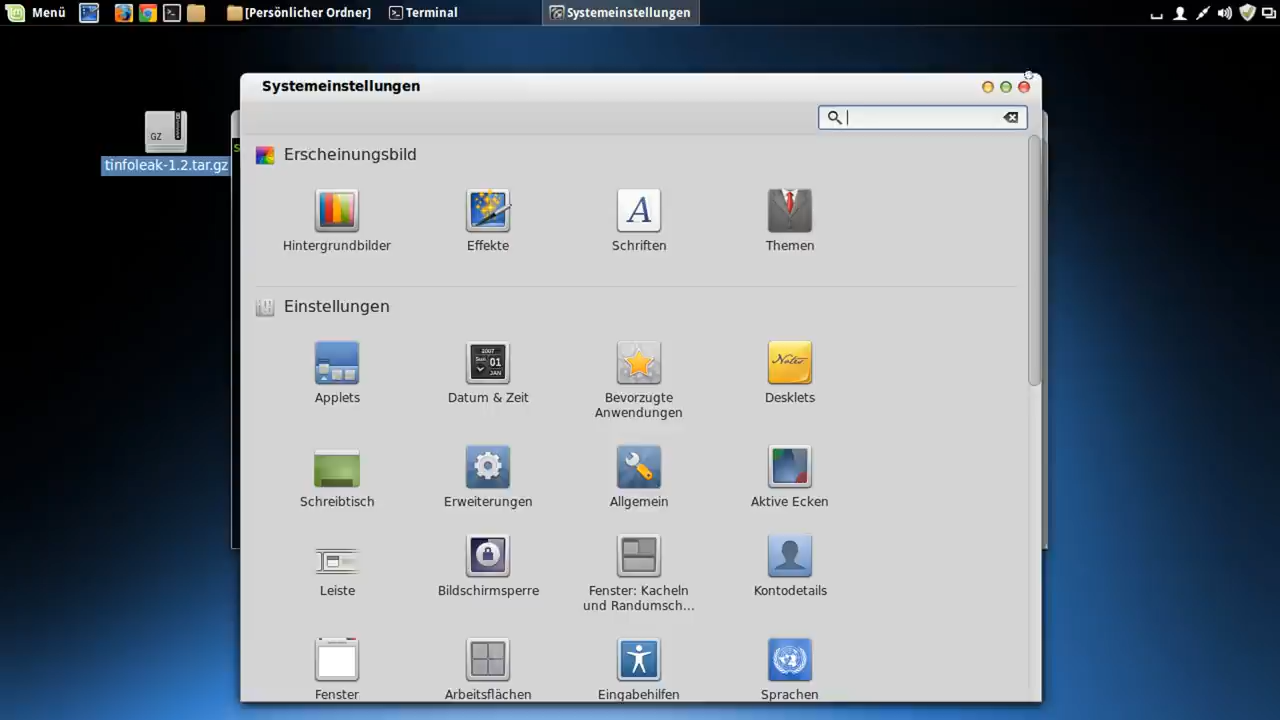 Menü
[Persönlicher Ordner]
Terminal
Systemeinstellungen
Systemeinstellungen
GZ
tinfoleak-1.2.tar.gz
Erscheinungsbild
Hintergrundbilder
Effekte
Schriften
Themen
Einstellungen
Applets
Datum & Zeit
Bevorzugte
Anwendungen
Desklets
Schreibtisch
Erweiterungen
Allgemein
Aktive Ecken
Leiste
Bildschirmsperre
Fenster: Kacheln
und Randumsch...
Kontodetails
Fenster
Arbeitsflächen
Eingabehilfen
Sprachen